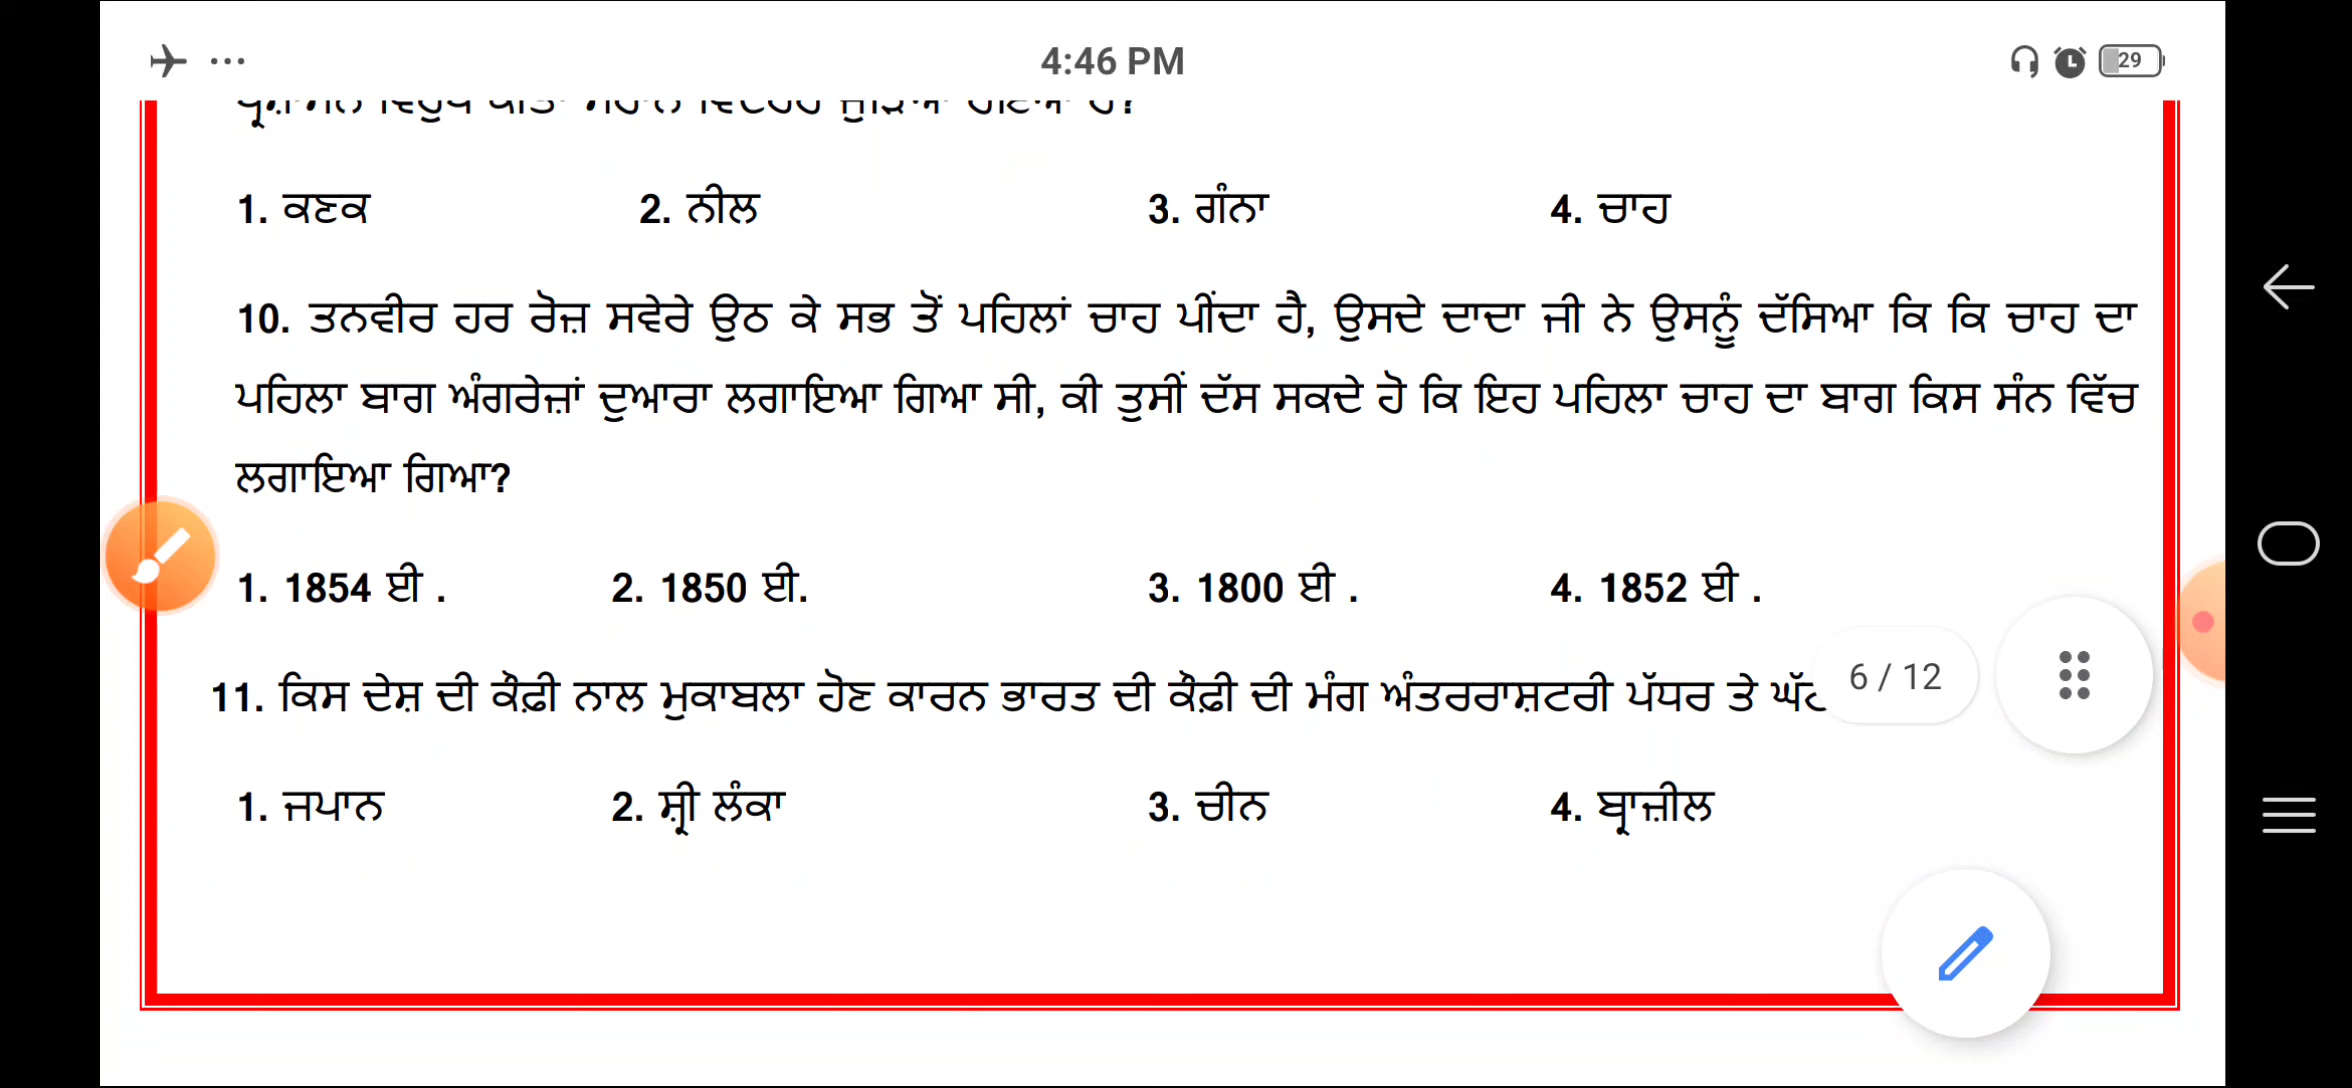 4:46 PM
29
1. ਕਣਕ 2. ਨੀਲ 3. ਗੰਨਾ 4. ਚਾਹ
10. ਤਨਵੀਰ ਹਰ ਰੋਜ਼ ਸਵੇਰੇ ਉਠ ਕੇ ਸਭ ਤੋਂ ਪਹਿਲਾਂ ਚਾਹ ਪੀਂਦਾ ਹੈ, ਉਸਦੇ ਦਾਦਾ ਜੀ ਨੇ ਉਸਨੂੰ ਦੱਸਿਆ ਕਿ ਕਿ ਚਾਹ ਦਾ
ਪਹਿਲਾ ਬਾਗ ਅੰਗਰੇਜ਼ਾਂ ਦੁਆਰਾ ਲਗਾਇਆ ਗਿਆ ਸੀ, ਕੀ ਤੁਸੀਂ ਦੱਸ ਸਕਦੇ ਹੋ ਕਿ ਇਹ ਪਹਿਲਾ ਚਾਹ ਦਾ ਬਾਗ ਕਿਸ ਸੰਨ ਵਿੱਚ
ਲਗਾਇਆ ਗਿਆ?
1. 1854 ਈ . 2. 1850 ਈ. 3. 1800 ਈ . 4. 1852 ਈ .
11. ਕਿਸ ਦੇਸ਼ ਦੀ ਕੌਫ਼ੀ ਨਾਲ ਮੁਕਾਬਲਾ ਹੋਣ ਕਾਰਨ ਭਾਰਤ ਦੀ ਕੌਫ਼ੀ ਦੀ ਮੰਗ ਅੰਤਰਰਾਸ਼ਟਰੀ ਪੱਧਰ ਤੇ
6 / 12
1. ਜਪਾਨ 2. ਸ਼੍ਰੀ ਲੰਕਾ 3. ਚੀਨ 4. ਬ੍ਰਾਜ਼ੀਲ